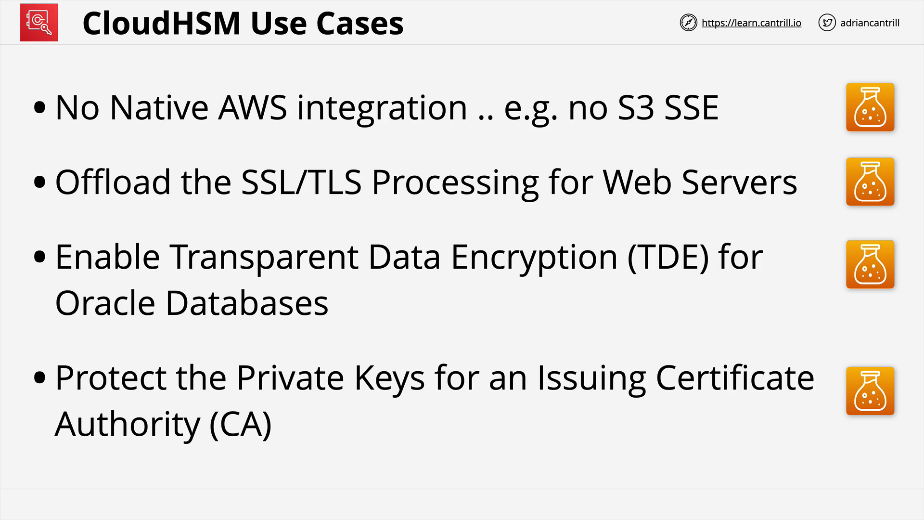 CloudHSM Use Cases
https://learn.cantrill.io
adriancantrill
• No Native AWS integration .. e.g. no S3 SSE
• Offload the SSL/TLS Processing for Web Servers
• Enable Transparent Data Encryption (TDE) for
Oracle Databases
• Protect the Private Keys for an Issuing Certificate
Authority (CA)